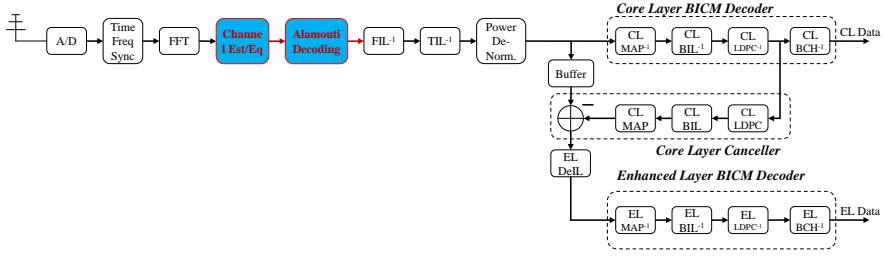 Core Layer BICM Decoder
A/D
Time
Freq
Sync
FFT
Channe
l Est/Eq
Alamouti
Decoding
FIL⁻¹
TIL⁻¹
Power
De-
Norm.
CL
MAP⁻¹
CL
BIL⁻¹
CL
LDPC⁻¹
CL
BCH⁻¹
CL Data
Buffer
−
CL
MAP
CL
BIL
CL
LDPC
Core Layer Canceller
EL
DeIL
Enhanced Layer BICM Decoder
EL
MAP⁻¹
EL
BIL⁻¹
EL
LDPC⁻¹
EL
BCH⁻¹
EL Data